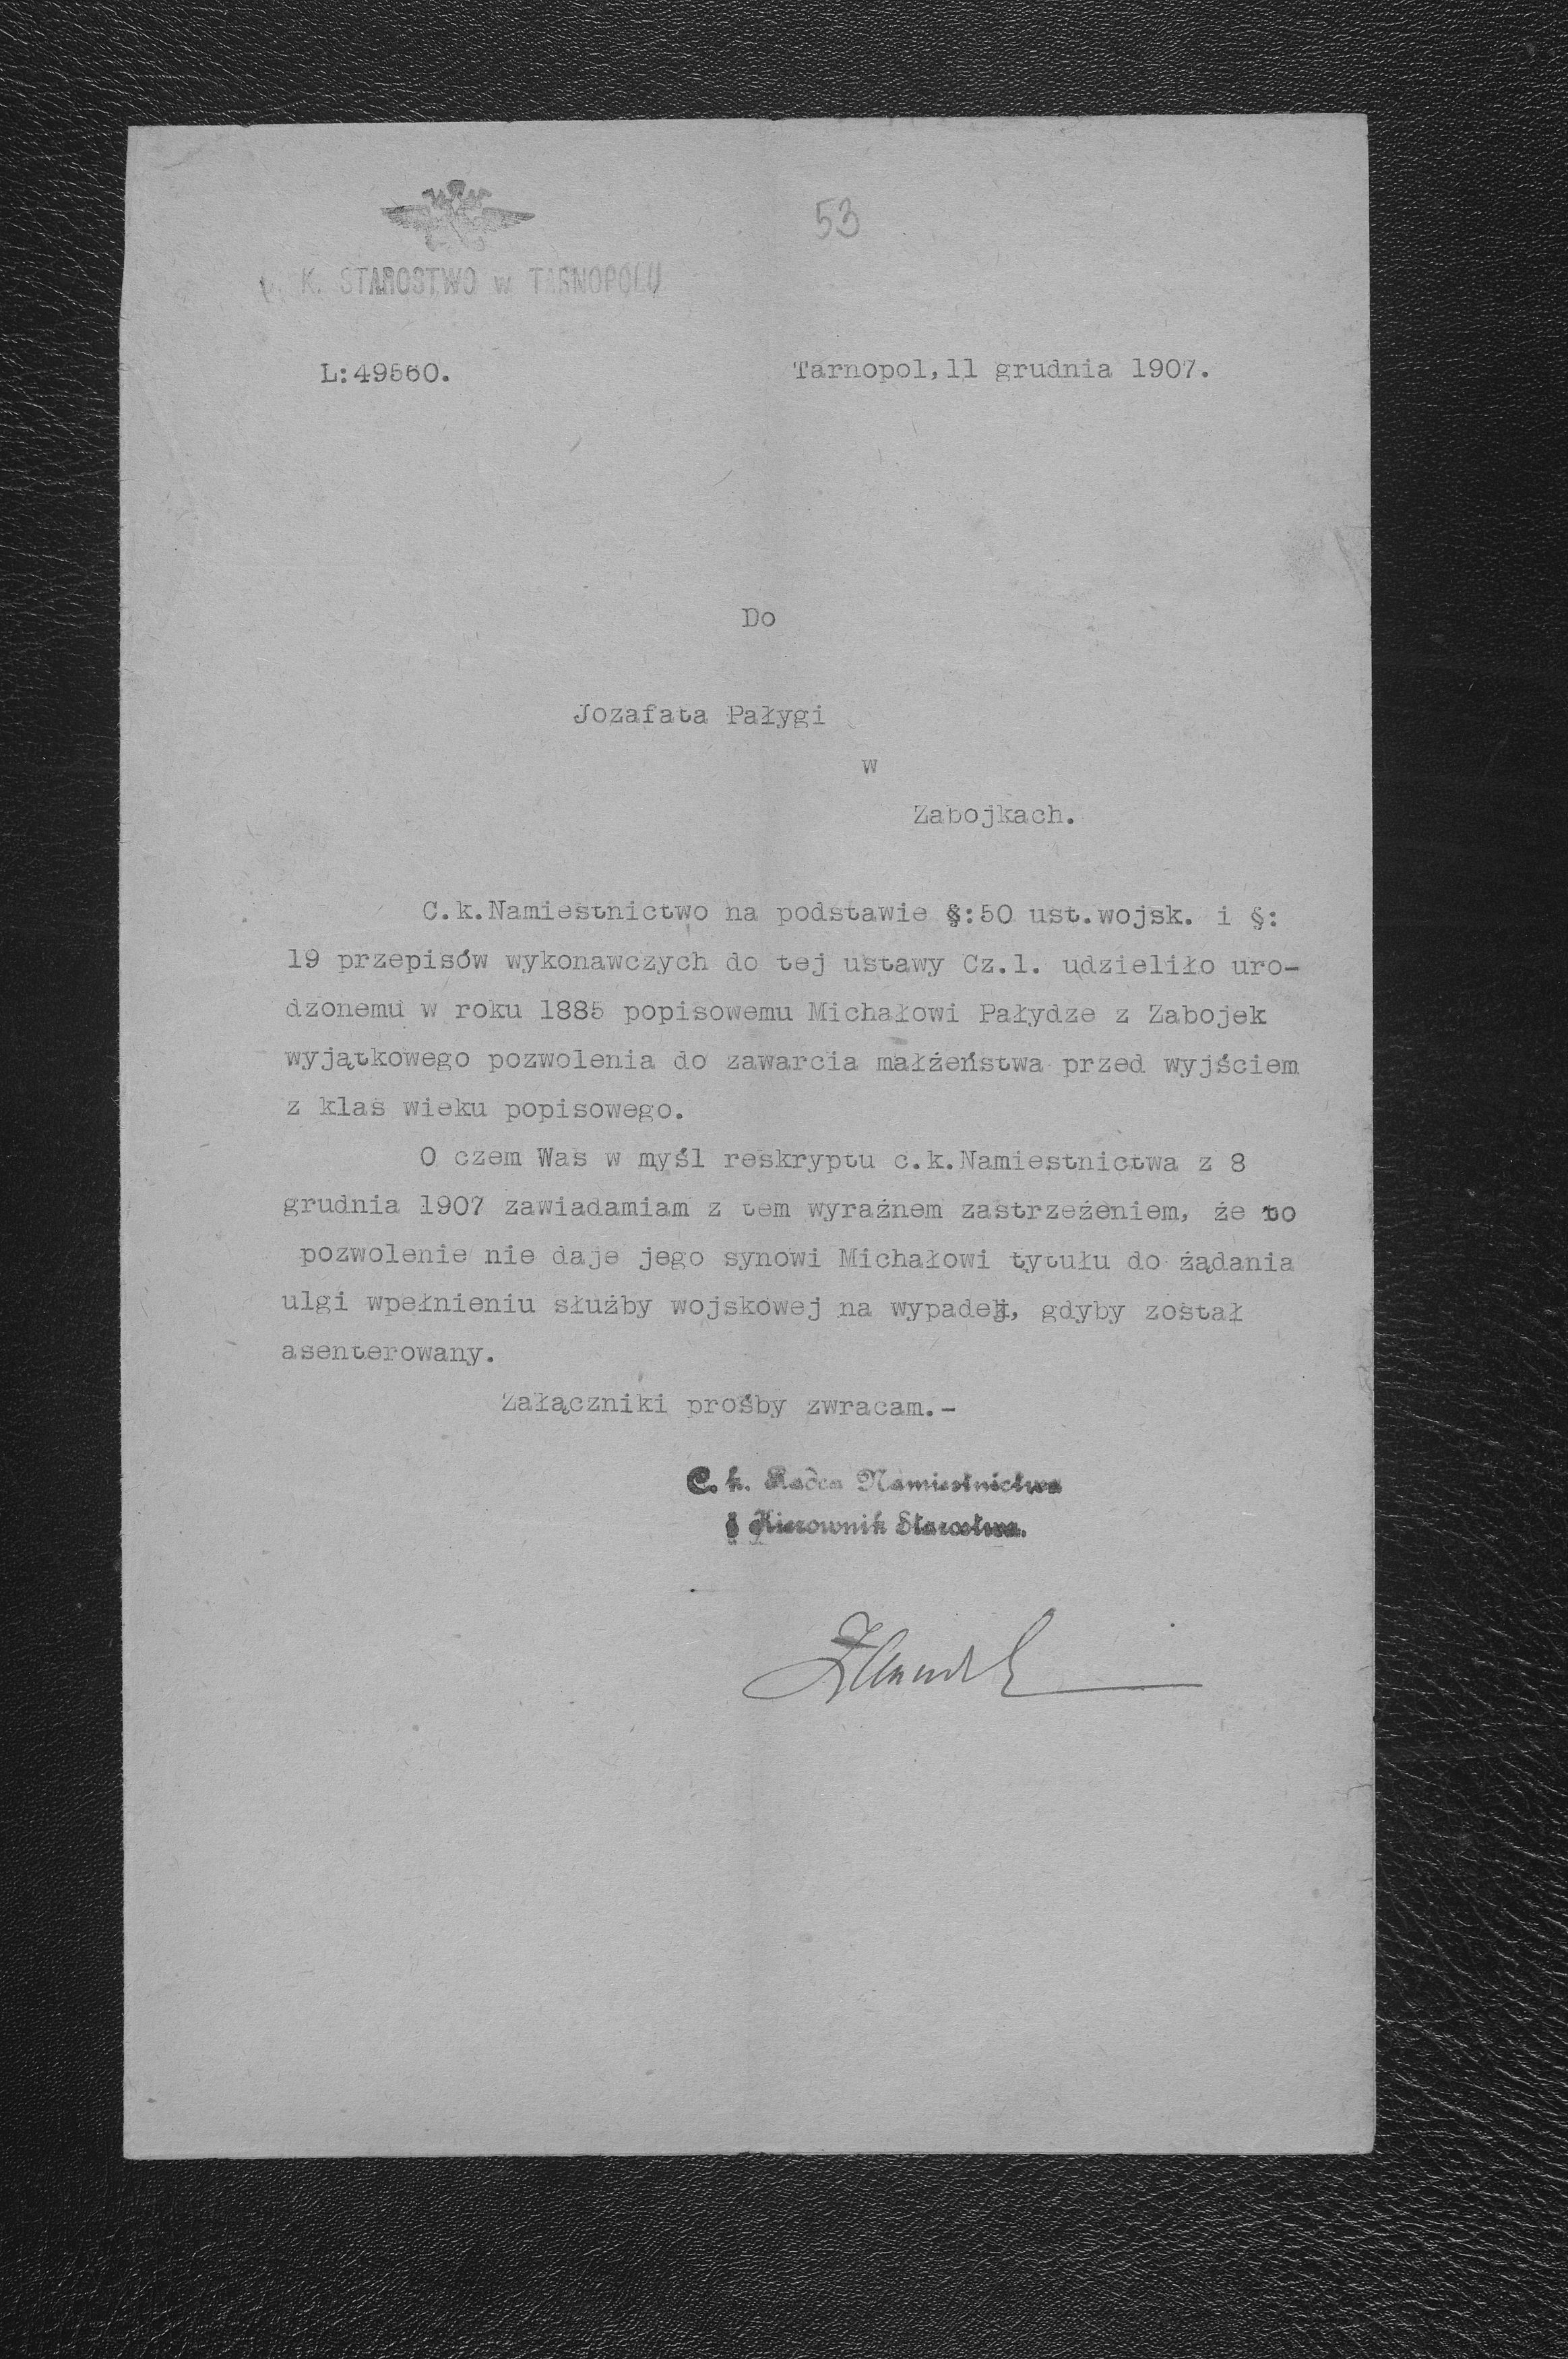 53
K. STAROSTWO w TARNOPOLU
L:49560.
Tarnopol,11 grudnia 1907.
Do
Jozafata Pałygi
w
Zabojkach.
C.k.Namiestnictwo na podstawie §:50 ust.wojsk. i §:
19 przepisów wykonawczych do tej ustawy Cz.1. udzieliło uro-
dzonemu w roku 1885 popisowemu Michałowi Pałydze z Zabojek
wyjątkowego pozwolenia do zawarcia małżeństwa przed wyjściem
z klas wieku popisowego.
O czem Was w myśl reskryptu c.k.Namiestnictwa z 8
grudnia 1907 zawiadamiam z tem wyraźnem zastrzeżeniem, że to
pozwolenie nie daje jego synowi Michałowi tytułu do żądania
ulgi wpełnieniu służby wojskowej na wypadek, gdyby został
asenterowany.
Załączniki prośby zwracam.-
C. k. Radca Namiestnictwa
i Kierownik Starostwa.